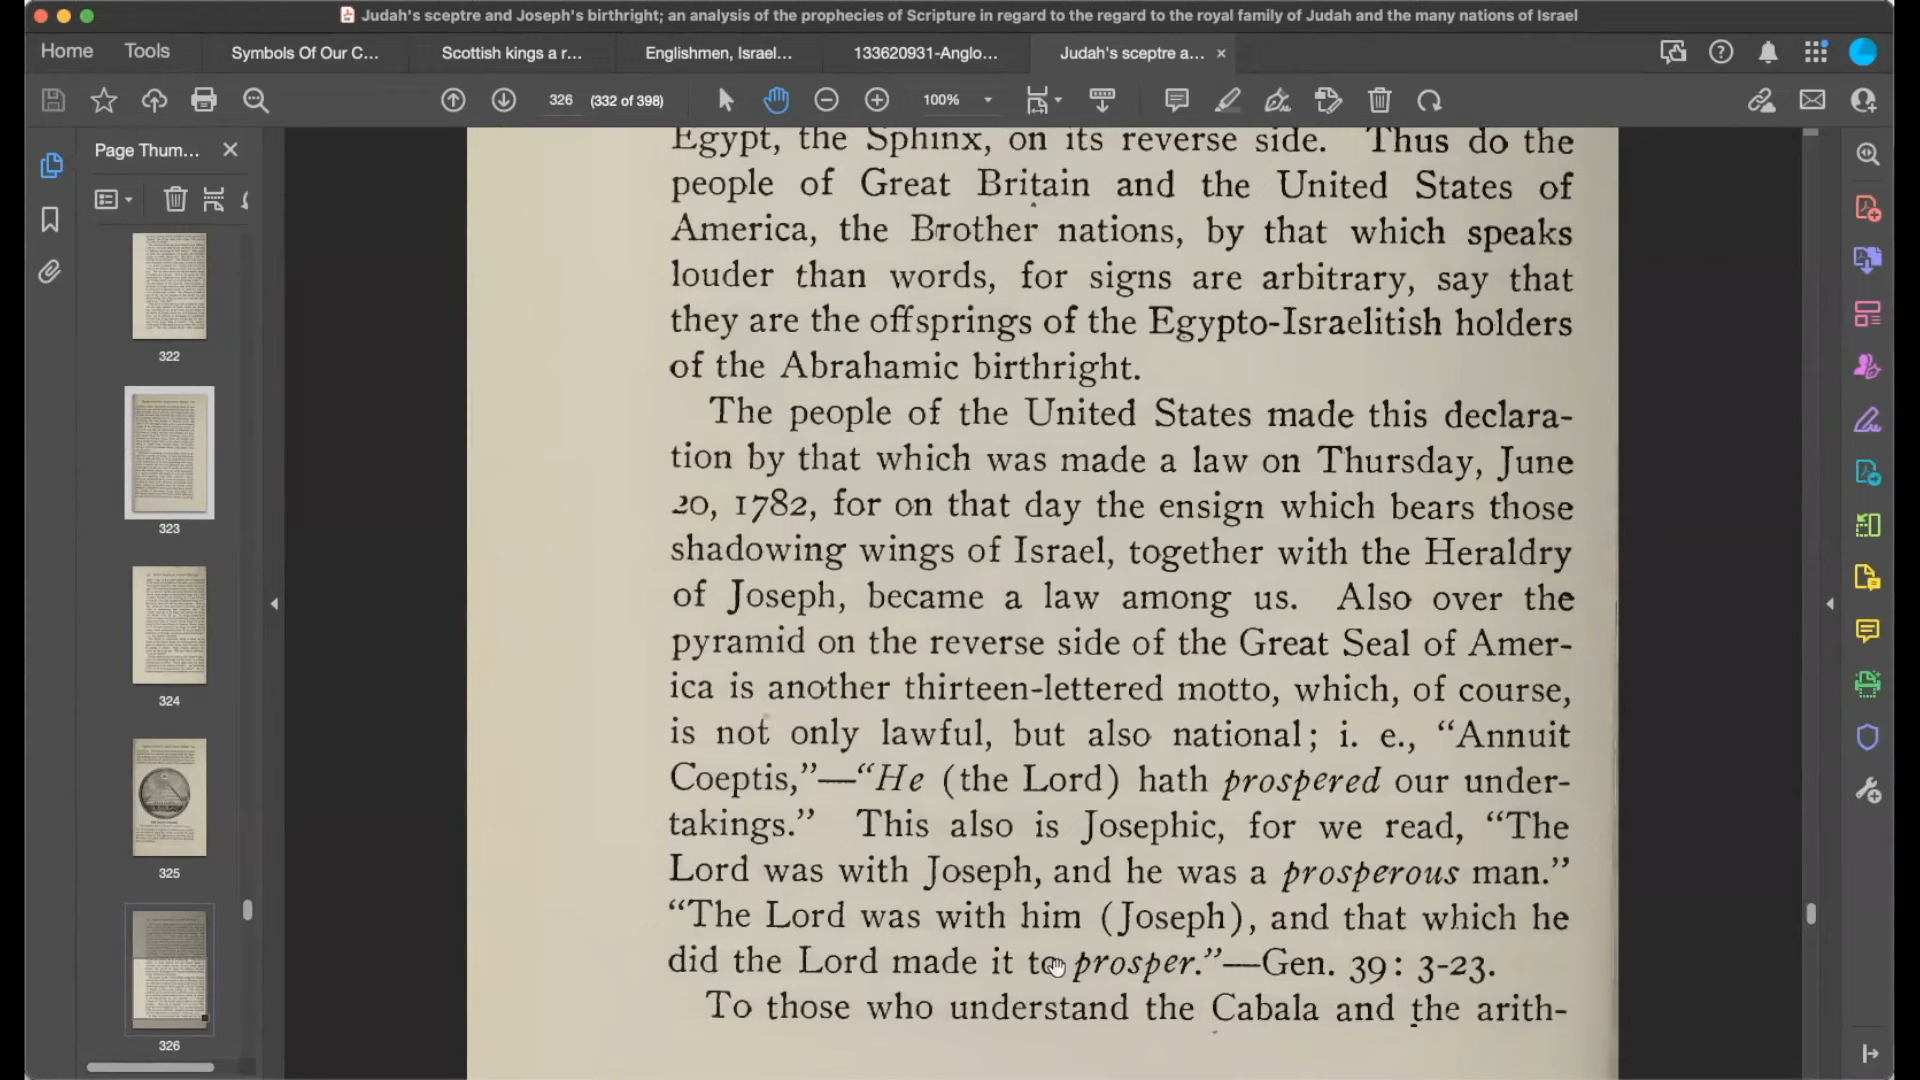 Judah's sceptre and Joseph's birthright; an analysis of the prophecies of Scripture in regard to the regard to the royal family of Judah and the many nations of Israel
Home Tools Symbols Of Our C... Scottish kings a r... Englishmen, Israel... 133620931-Anglo... Judah's sceptre a...
326 (332 of 398) 100%
Page Thum...
322
323
324
325
326
Egypt, the Sphinx, on its reverse side. Thus do the
people of Great Britain and the United States of
America, the Brother nations, by that which speaks
louder than words, for signs are arbitrary, say that
they are the offsprings of the Egypto-Israelitish holders
of the Abrahamic birthright.
The people of the United States made this declara-
tion by that which was made a law on Thursday, June
20, 1782, for on that day the ensign which bears those
shadowing wings of Israel, together with the Heraldry
of Joseph, became a law among us. Also over the
pyramid on the reverse side of the Great Seal of Amer-
ica is another thirteen-lettered motto, which, of course,
is not only lawful, but also national; i. e., “Annuit
Coeptis,”—“He (the Lord) hath prospered our under-
takings.” This also is Josephic, for we read, “The
Lord was with Joseph, and he was a prosperous man.”
“The Lord was with him (Joseph), and that which he
did the Lord made it to prosper.”—Gen. 39: 3-23.
To those who understand the Cabala and the arith-